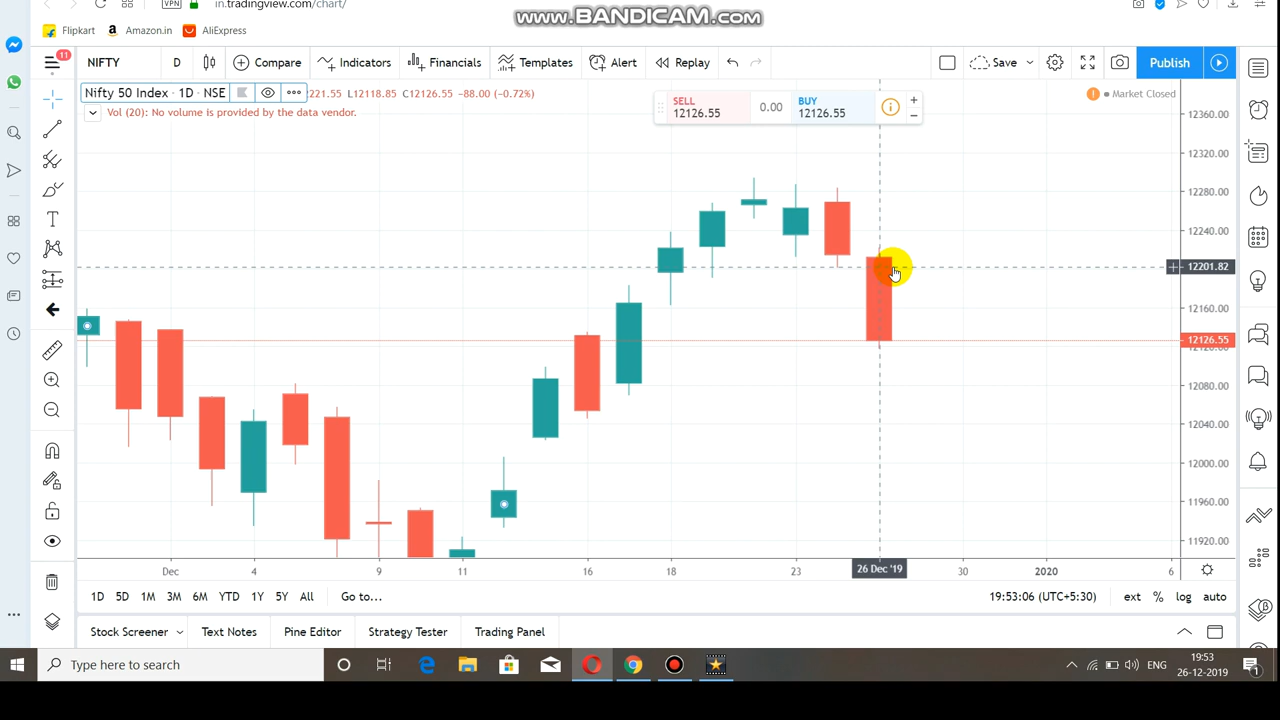 www.BANDICAM.com
VPN in.tradingview.com/chart/
Flipkart Amazon.in AliExpress
11 NIFTY D Compare Indicators Financials Templates Alert Replay Save Publish
Nifty 50 Index · 1D · NSE 221.55 L12118.85 C12126.55 −88.00 (−0.72%)
Vol (20): No volume is provided by the data vendor.
SELL
12126.55
0.00
BUY
12126.55
Market Closed
12360.00
12320.00
12280.00
12240.00
12201.82
12160.00
12126.55
12120.00
12080.00
12040.00
12000.00
11960.00
11920.00
Dec 4 9 11 16 18 23 26 Dec '19 30 2020 6
1D 5D 1M 3M 6M YTD 1Y 5Y All Go to... 19:53:06 (UTC+5:30) ext % log auto
Stock Screener Text Notes Pine Editor Strategy Tester Trading Panel
Type here to search ENG 19:53
26-12-2019
1